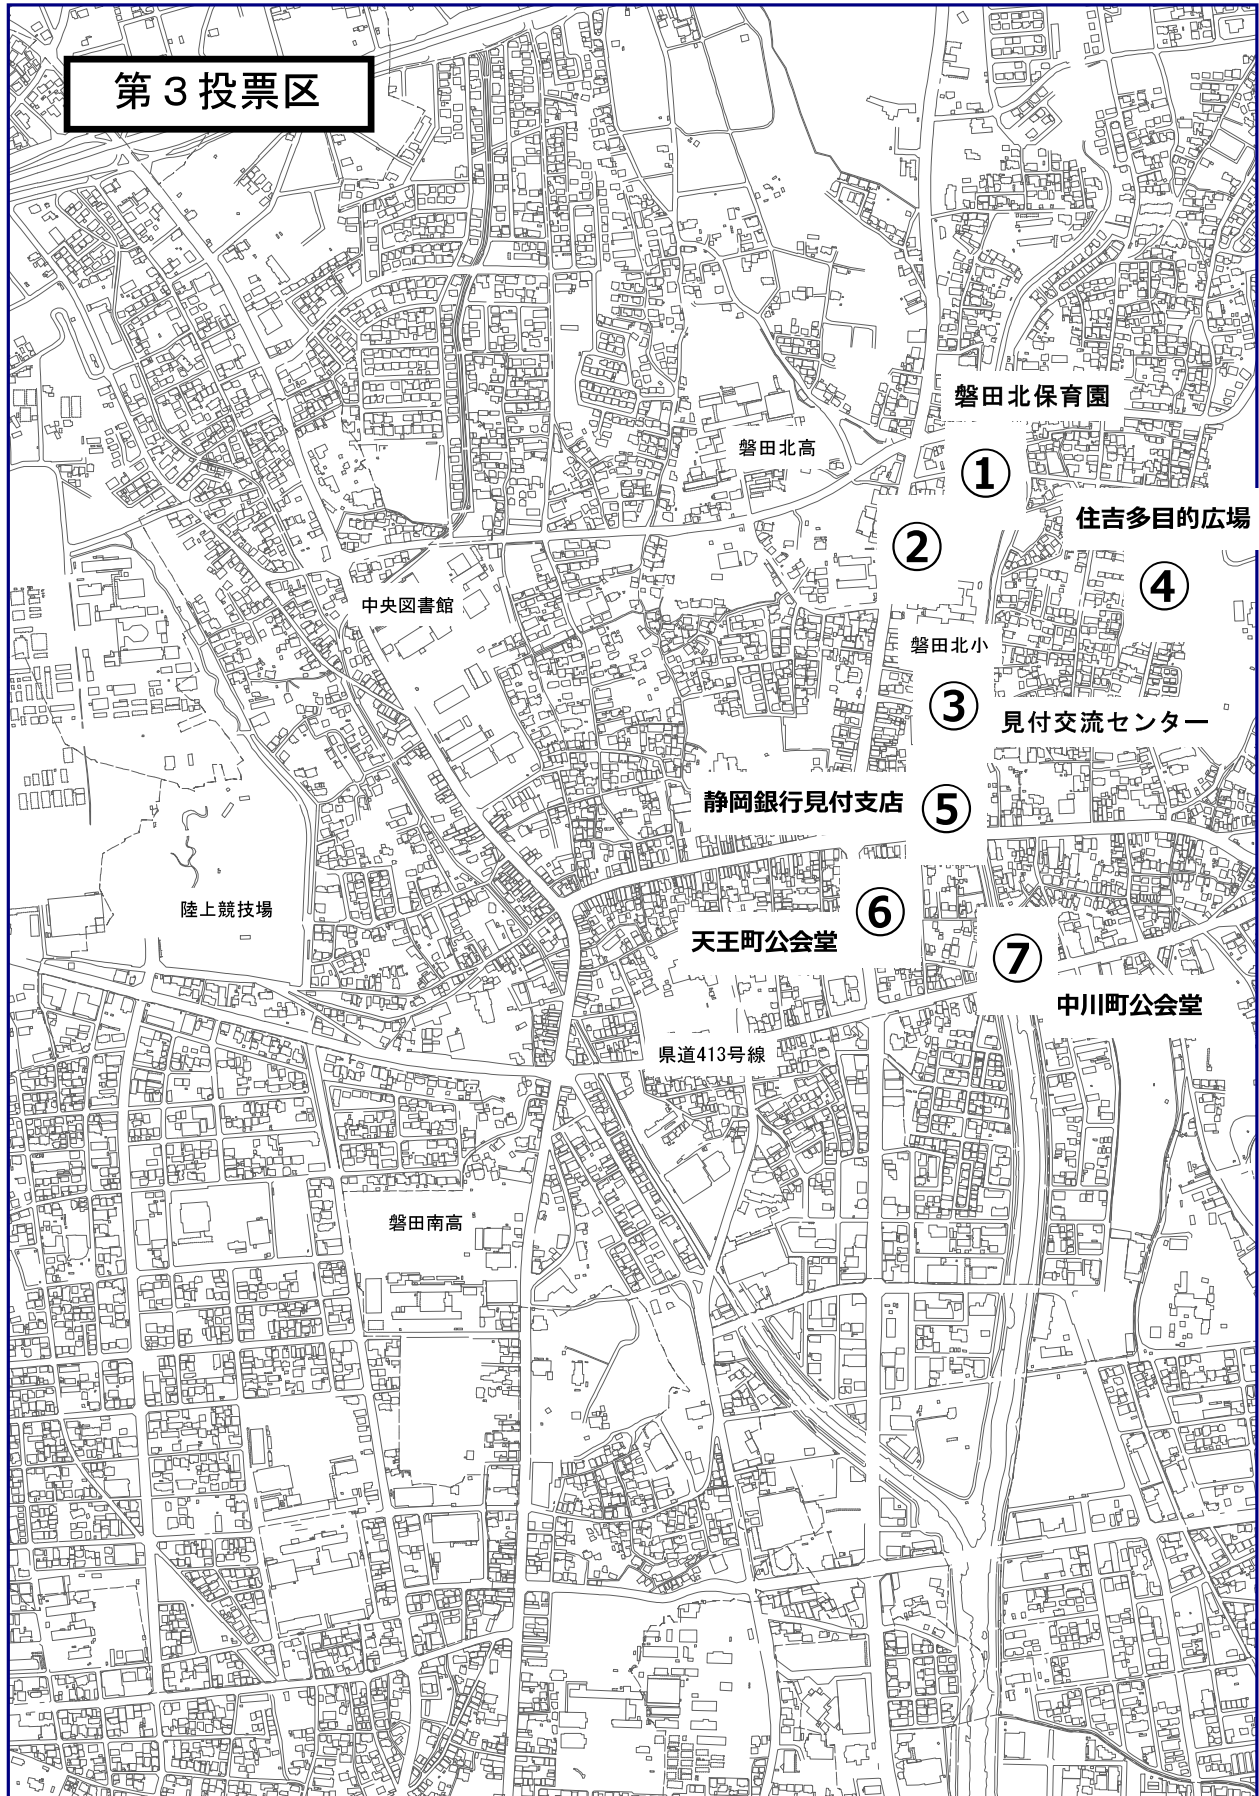 第３投票区
磐田北保育園
磐田北高
①
住吉多目的広場
②
④
中央図書館
磐田北小
③
見付交流センター
静岡銀行見付支店
⑤
陸上競技場
⑥
天王町公会堂
⑦
中川町公会堂
県道413号線
磐田南高